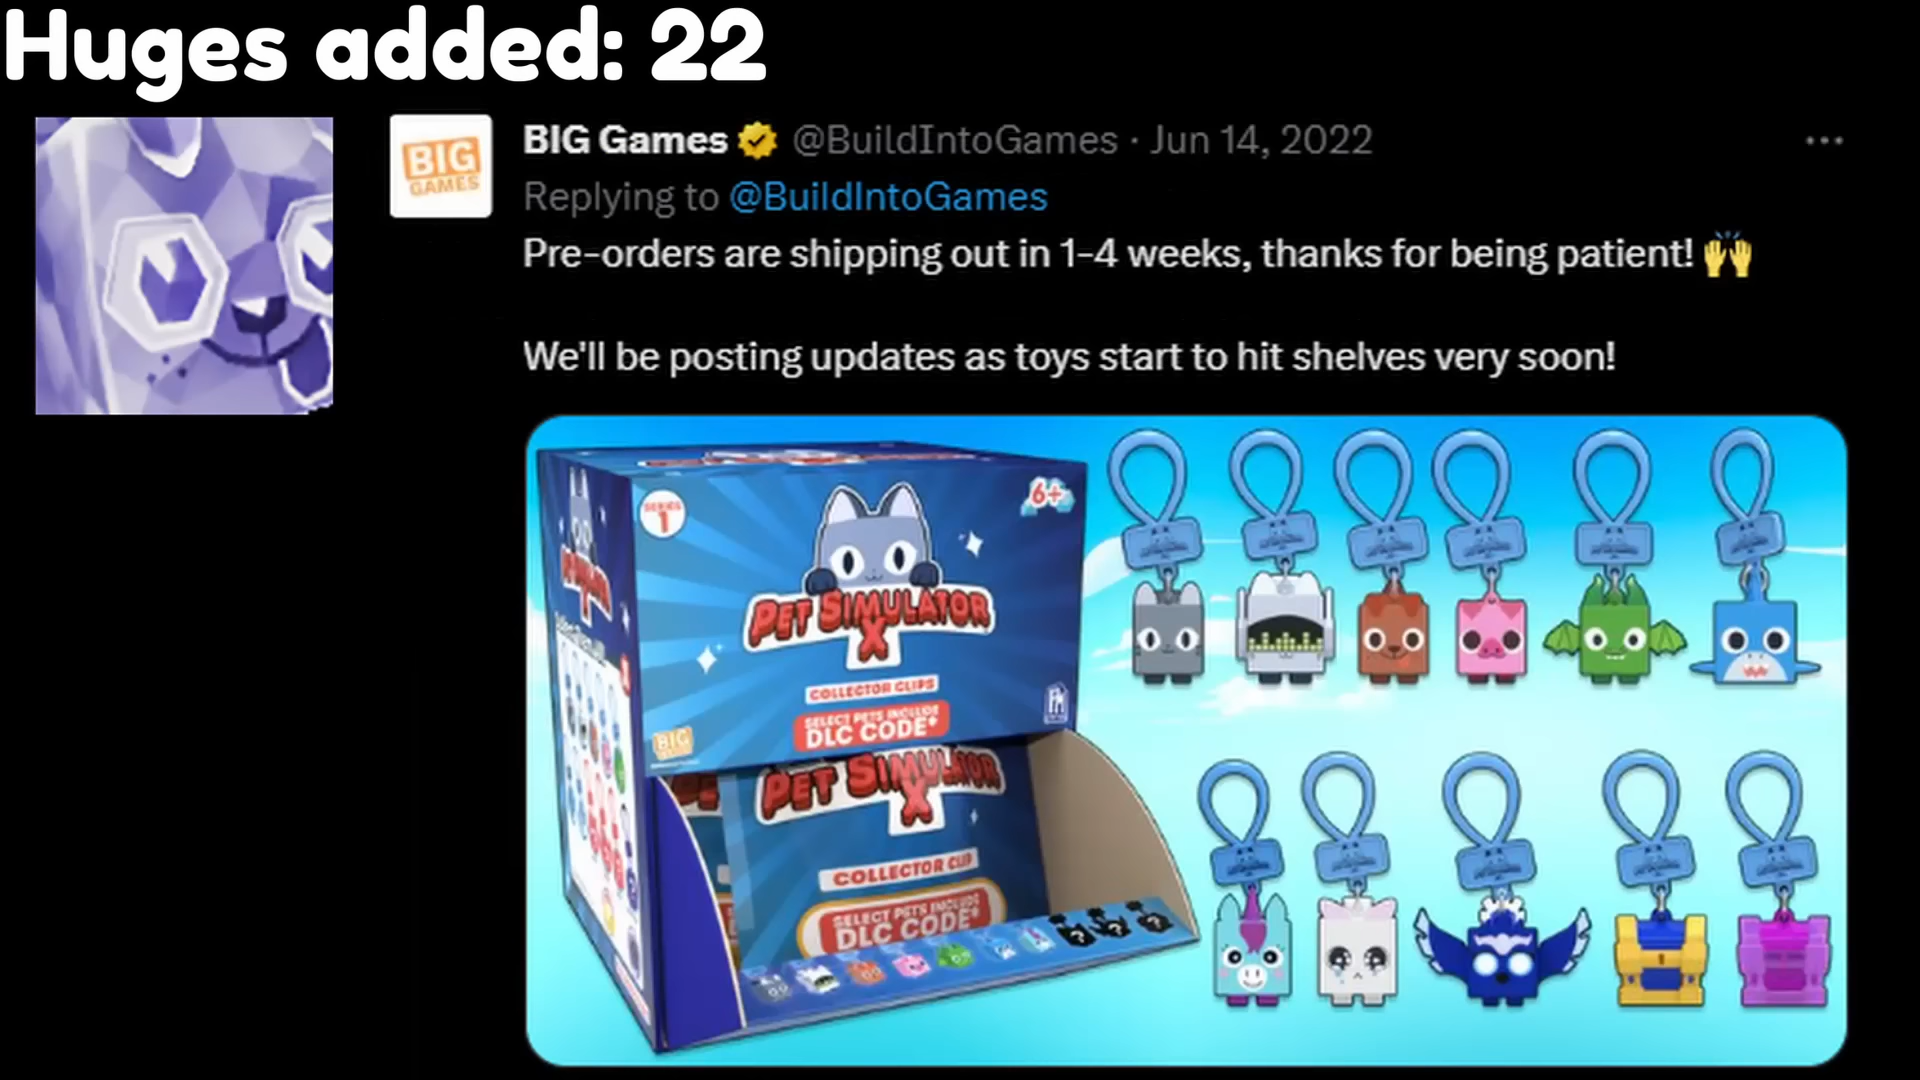 Huges added: 22
BIG GAMES
BIG Games @BuildIntoGames · Jun 14, 2022
Replying to @BuildIntoGames
Pre-orders are shipping out in 1-4 weeks, thanks for being patient! 🙌
We'll be posting updates as toys start to hit shelves very soon!
SERIES 1
6+
PET SIMULATOR X
COLLECTOR CLIPS
SELECT PETS INCLUDE
DLC CODE*
BIG
PET SIMULATOR X
COLLECTOR CLIP
SELECT PETS INCLUDE
DLC CODE*